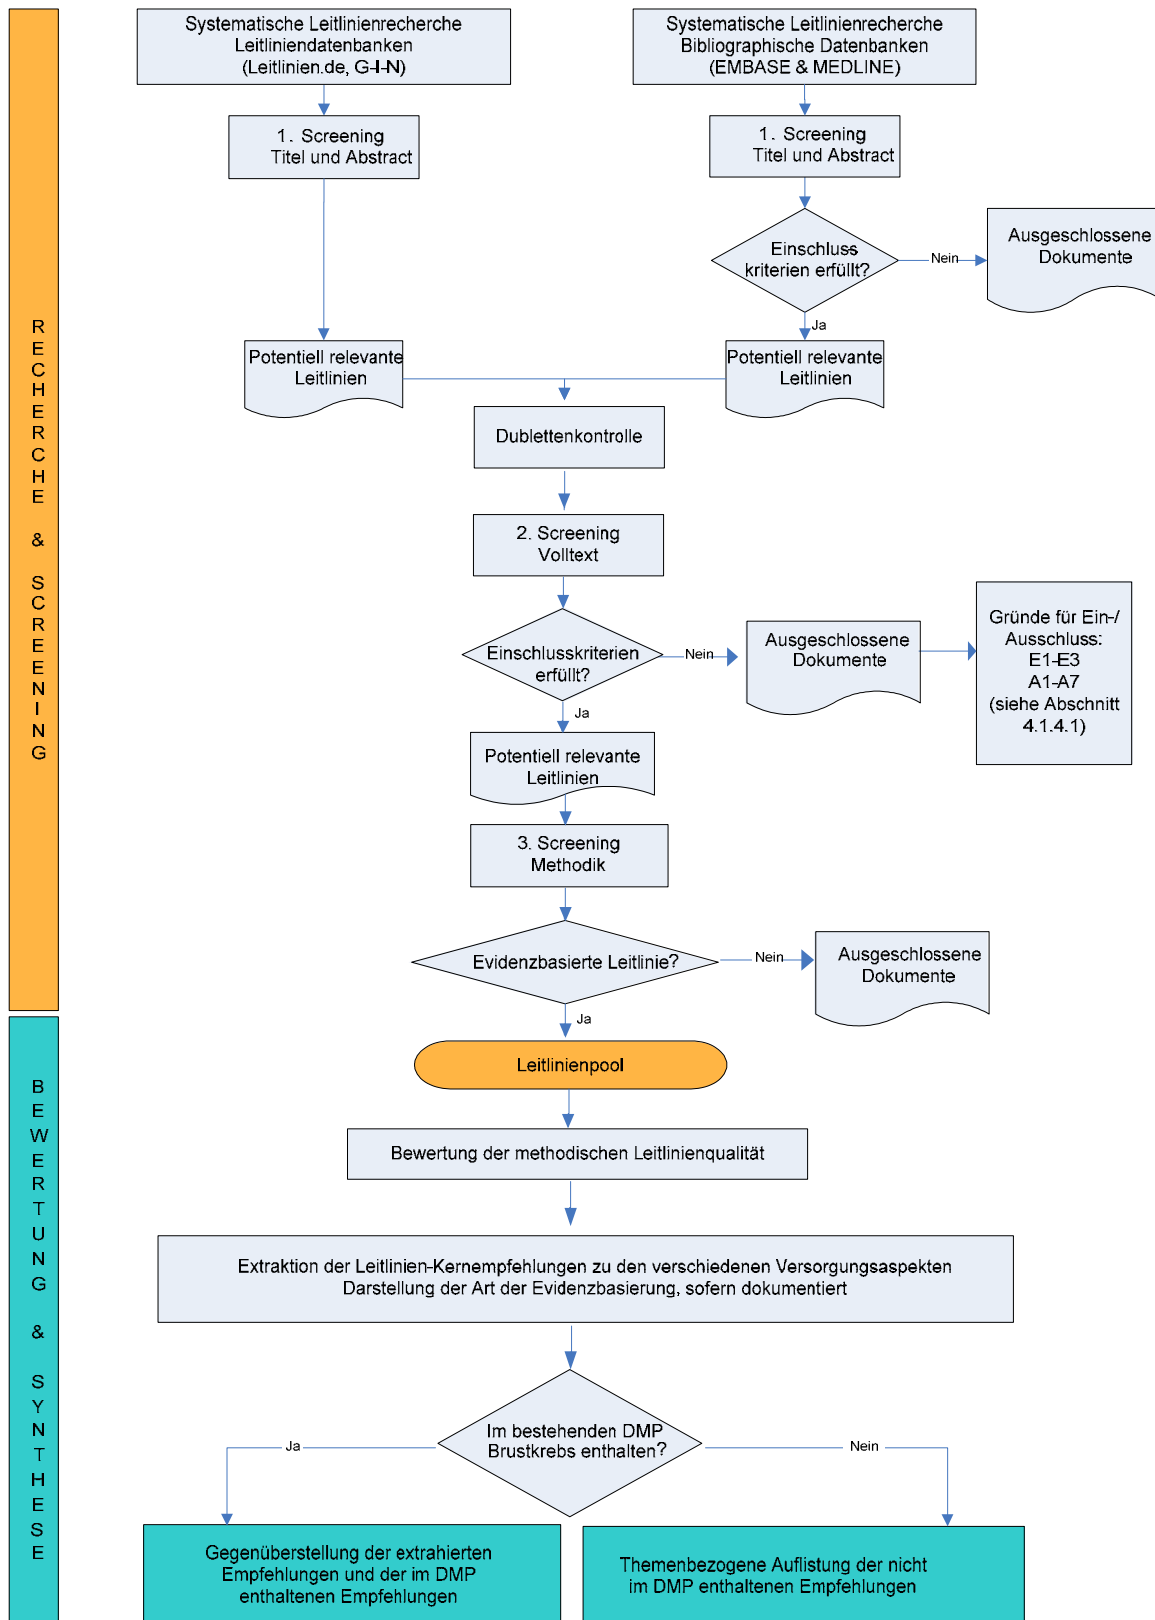 Systematische Leitlinienrecherche
Leitliniendatenbanken
(Leitlinien.de, G-I-N)
Systematische Leitlinienrecherche
Bibliographische Datenbanken
(EMBASE & MEDLINE)
1. Screening
Titel und Abstract
1. Screening
Titel und Abstract
Einschluss
kriterien erfüllt?
Nein
Ausgeschlossene
Dokumente
Ja
Potentiell relevante
Leitlinien
Potentiell relevante
Leitlinien
Dublettenkontrolle
2. Screening
Volltext
Einschlusskriterien
erfüllt?
Nein
Ausgeschlossene
Dokumente
Gründe für Ein-/
Ausschluss:
E1-E3
A1-A7
(siehe Abschnitt
4.1.4.1)
Ja
Potentiell relevante
Leitlinien
3. Screening
Methodik
Evidenzbasierte Leitlinie?
Nein
Ausgeschlossene
Dokumente
Ja
RECHERCHE & SCREENING
Leitlinienpool
Bewertung der methodischen Leitlinienqualität
Extraktion der Leitlinien-Kernempfehlungen zu den verschiedenen Versorgungsaspekten
Darstellung der Art der Evidenzbasierung, sofern dokumentiert
Im bestehenden DMP
Brustkrebs enthalten?
Ja
Nein
Gegenüberstellung der extrahierten
Empfehlungen und der im DMP
enthaltenen Empfehlungen
Themenbezogene Auflistung der nicht
im DMP enthaltenen Empfehlungen
BEWERTUNG & SYNTHESE